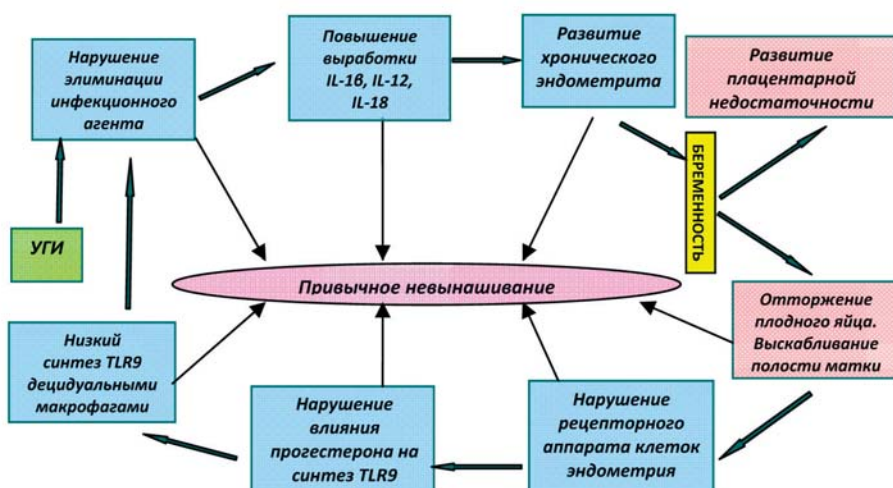 Нарушение
элиминации
инфекционного
агента
Повышение
выработки
IL-1β, IL-12,
IL-18
Развитие
хронического
эндометрита
Развитие
плацентарной
недостаточности
БЕРЕМЕННОСТЬ
УГИ
Привычное невынашивание
Отторжение
плодного яйца.
Выскабливание
полости матки
Низкий
синтез TLR9
децидуальными
макрофагами
Нарушение
влияния
прогестерона на
синтез TLR9
Нарушение
рецепторного
аппарата клеток
эндометрия